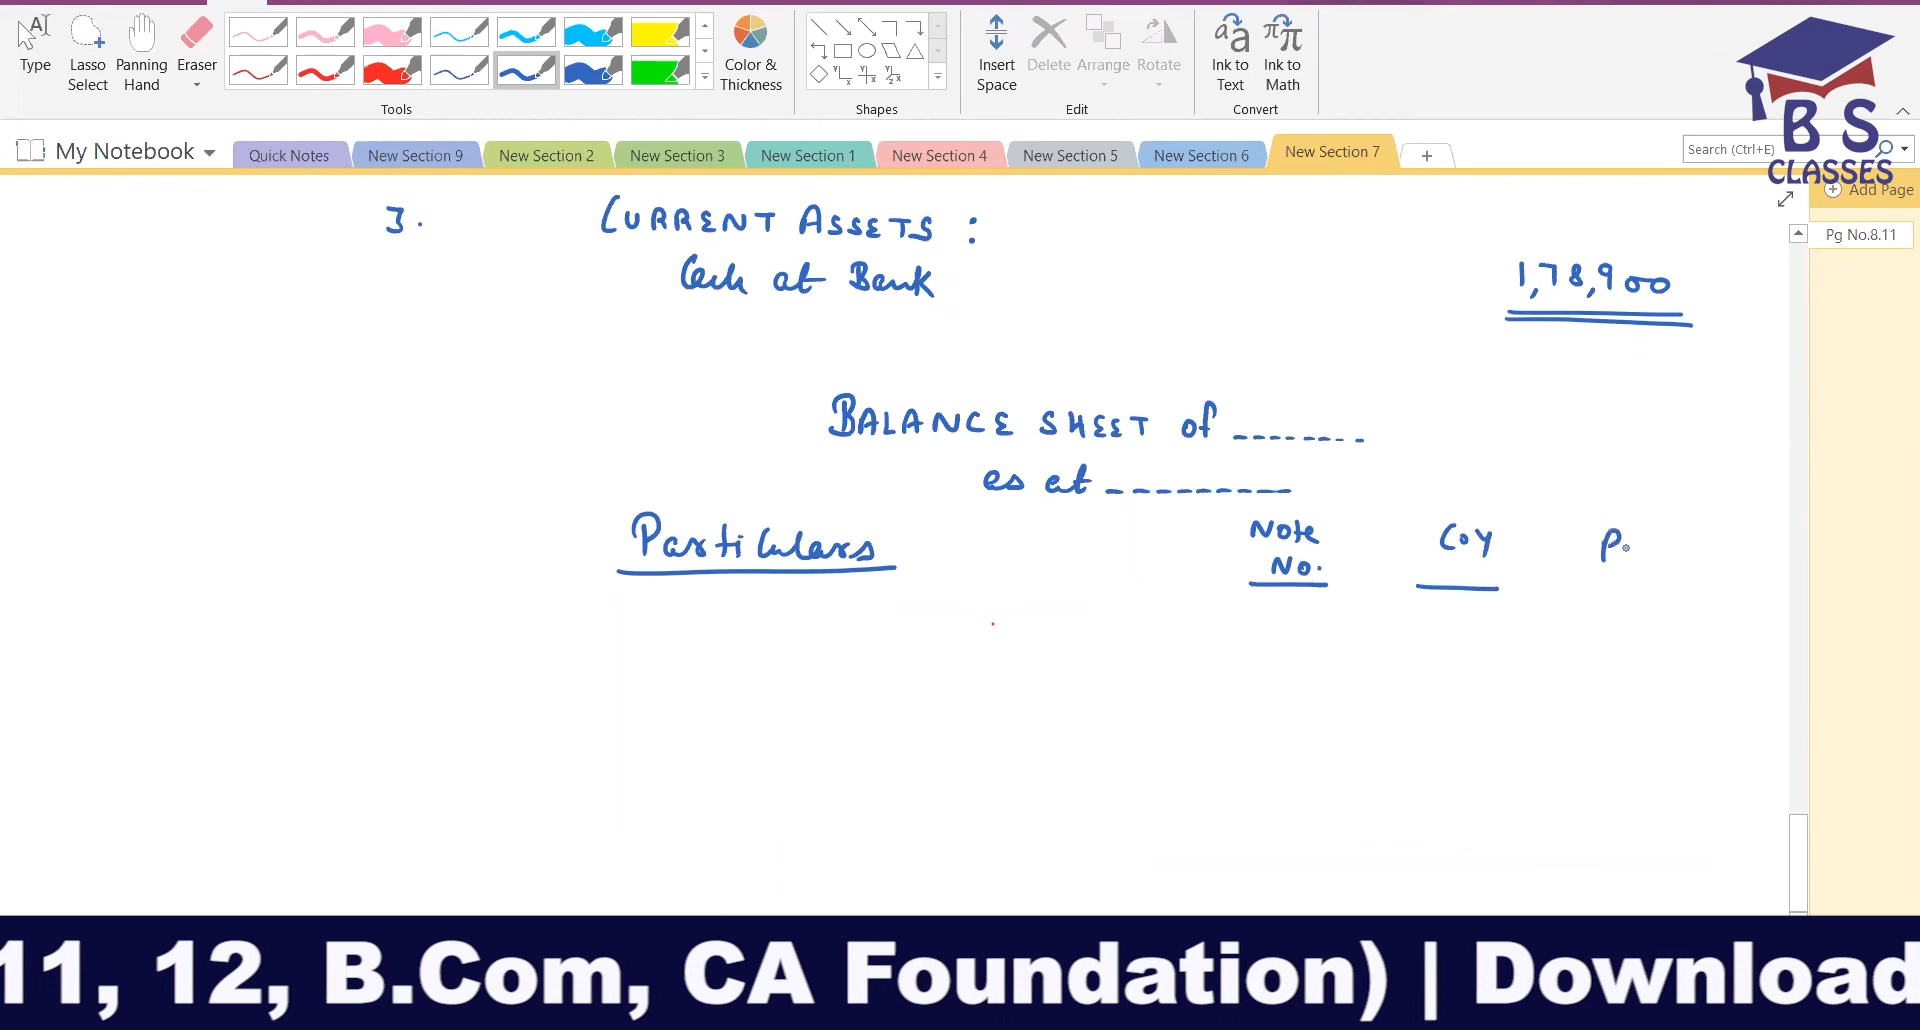 Type
Lasso Select
Panning Hand
Eraser
Color & Thickness
Insert Space
Delete
Arrange
Rotate
Ink to Text
Ink to Math
Tools
Shapes
Edit
Convert
B S
CLASSES
My Notebook
Quick Notes
New Section 9
New Section 2
New Section 3
New Section 1
New Section 4
New Section 5
New Section 6
New Section 7
Search (Ctrl+E)
Add Page
Pg No.8.11
3. CURRENT ASSETS :
Cash at Bank 1,78,900
BALANCE SHEET of --------
as at ---------
Particulars Note No. C.Y P.
11, 12, B.Com, CA Foundation) | Download